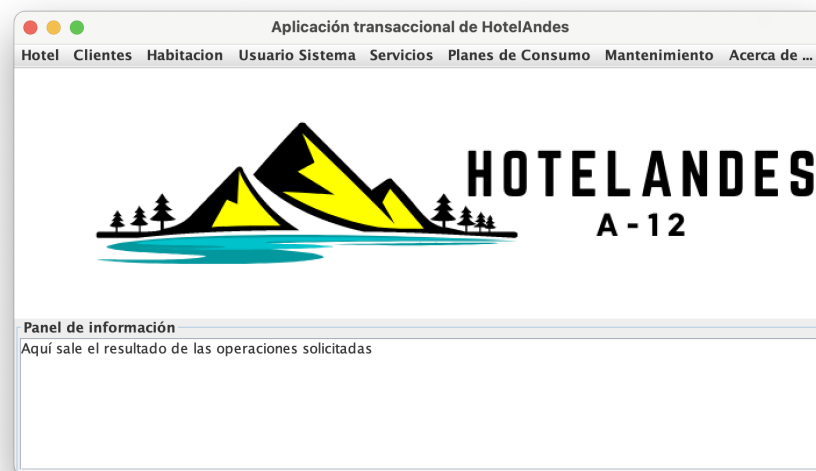 Aplicación transaccional de HotelAndes
Hotel Clientes Habitacion Usuario Sistema Servicios Planes de Consumo Mantenimiento Acerca de ...
HOTELANDES
A-12
Panel de información
Aquí sale el resultado de las operaciones solicitadas